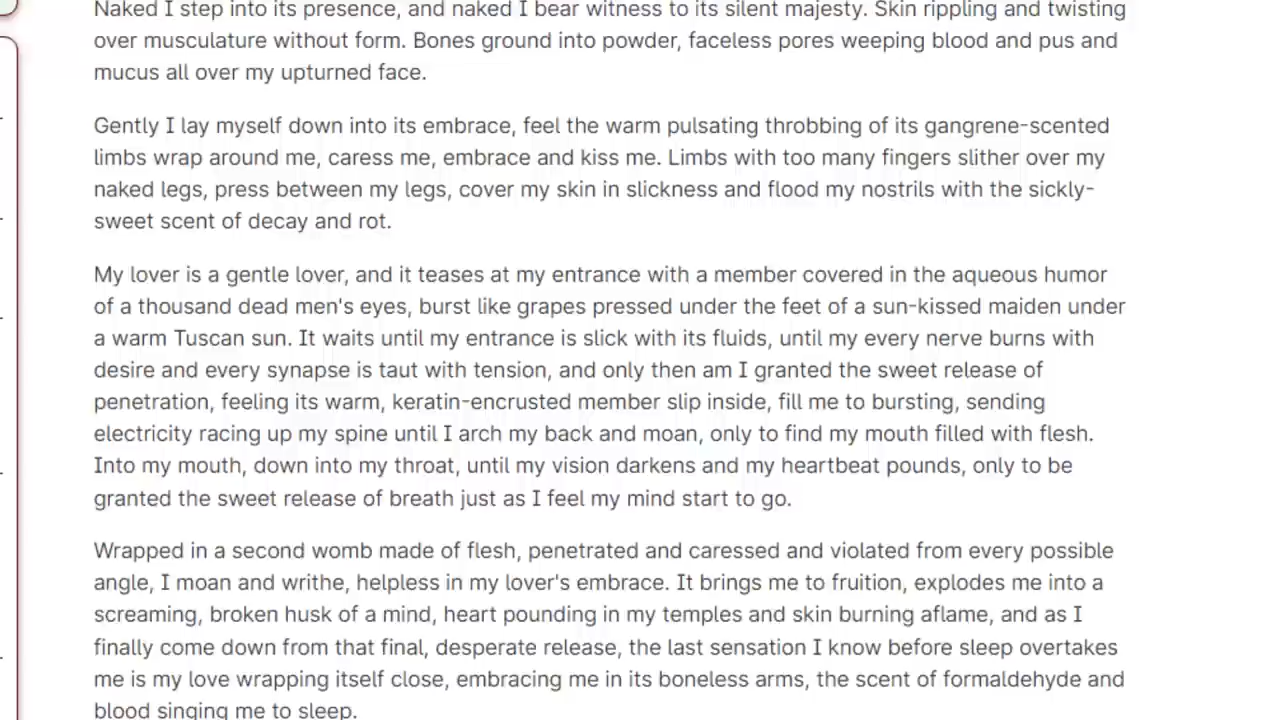 Naked I step into its presence, and naked I bear witness to its silent majesty. Skin rippling and twisting
over musculature without form. Bones ground into powder, faceless pores weeping blood and pus and
mucus all over my upturned face.
Gently I lay myself down into its embrace, feel the warm pulsating throbbing of its gangrene-scented
limbs wrap around me, caress me, embrace and kiss me. Limbs with too many fingers slither over my
naked legs, press between my legs, cover my skin in slickness and flood my nostrils with the sickly-
sweet scent of decay and rot.
My lover is a gentle lover, and it teases at my entrance with a member covered in the aqueous humor
of a thousand dead men's eyes, burst like grapes pressed under the feet of a sun-kissed maiden under
a warm Tuscan sun. It waits until my entrance is slick with its fluids, until my every nerve burns with
desire and every synapse is taut with tension, and only then am I granted the sweet release of
penetration, feeling its warm, keratin-encrusted member slip inside, fill me to bursting, sending
electricity racing up my spine until I arch my back and moan, only to find my mouth filled with flesh.
Into my mouth, down into my throat, until my vision darkens and my heartbeat pounds, only to be
granted the sweet release of breath just as I feel my mind start to go.
Wrapped in a second womb made of flesh, penetrated and caressed and violated from every possible
angle, I moan and writhe, helpless in my lover's embrace. It brings me to fruition, explodes me into a
screaming, broken husk of a mind, heart pounding in my temples and skin burning aflame, and as I
finally come down from that final, desperate release, the last sensation I know before sleep overtakes
me is my love wrapping itself close, embracing me in its boneless arms, the scent of formaldehyde and
blood singing me to sleep.